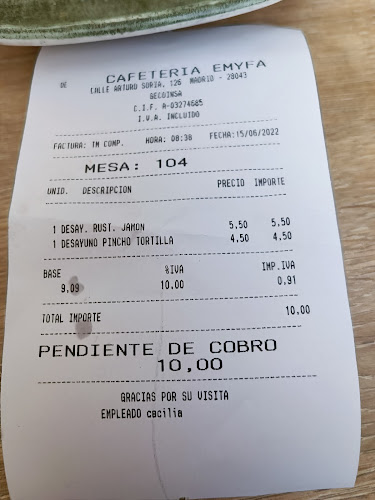 CAFETERIA EMYFA
DE CALLE ARTURO SORIA, 126 MADRID - 28043
GECOINSA
C.I.F. A-03274685
I.V.A. INCLUIDO
FACTURA: TM COMP. HORA: 08:38 FECHA:15/06/2022
MESA: 104
UNID. DESCRIPCION PRECIO IMPORTE
1 DESAY. RUST. JAMON 5,50 5,50
1 DESAYUNO PINCHO TORTILLA 4,50 4,50
BASE %IVA IMP.IVA
9,09 10,00 0,91
TOTAL IMPORTE 10,00
PENDIENTE DE COBRO
10,00
GRACIAS POR SU VISITA
EMPLEADO cecilia